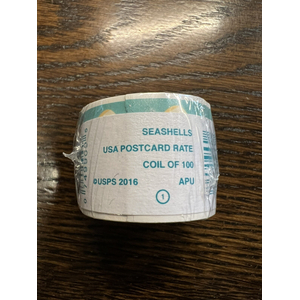 SEASHELLS
USA POSTCARD RATE
COIL OF 100
©USPS 2016 APU
1